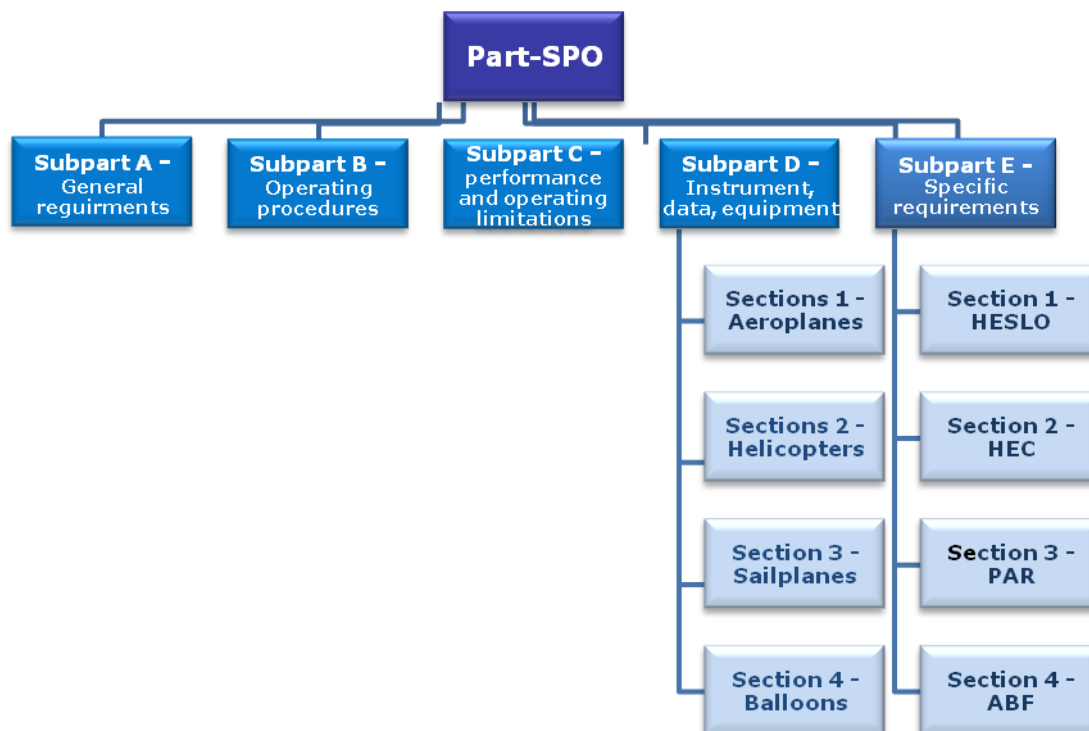 Part-SPO
Subpart A –
General
reguirments
Subpart B –
Operating
procedures
Subpart C –
performance
and operating
limitations
Subpart D –
Instrument,
data, equipment
Subpart E –
Specific
requirements
Sections 1 -
Aeroplanes
Sections 2 -
Helicopters
Section 3 -
Sailplanes
Section 4 -
Balloons
Section 1 -
HESLO
Section 2 -
HEC
Section 3 -
PAR
Section 4 -
ABF